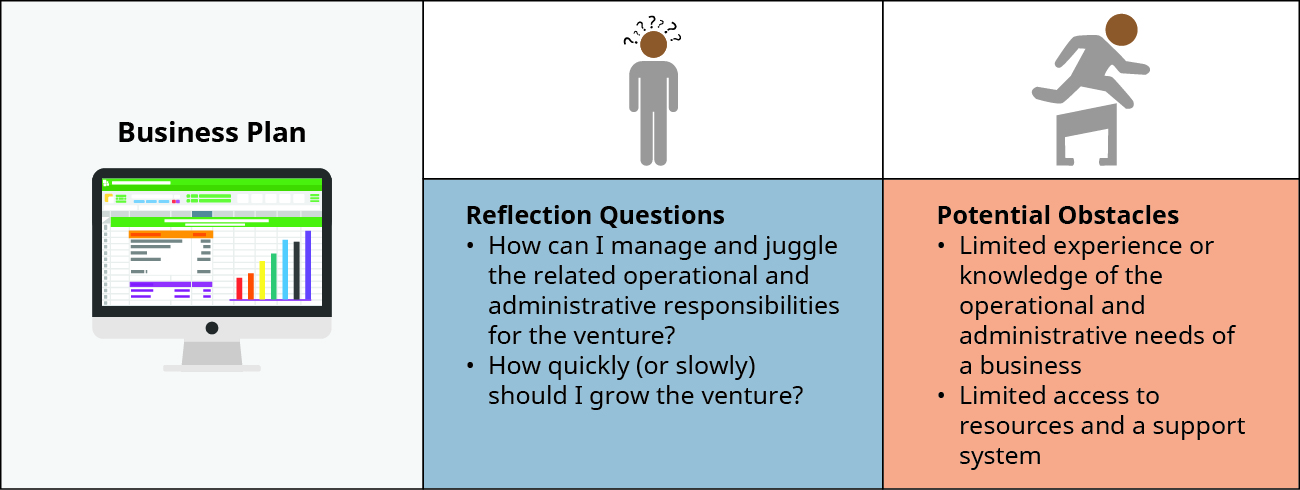 Business Plan
? ? ? ? ? ? ?
Reflection Questions
• How can I manage and juggle
the related operational and
administrative responsibilities
for the venture?
• How quickly (or slowly)
should I grow the venture?
Potential Obstacles
• Limited experience or
knowledge of the
operational and
administrative needs of
a business
• Limited access to
resources and a support
system